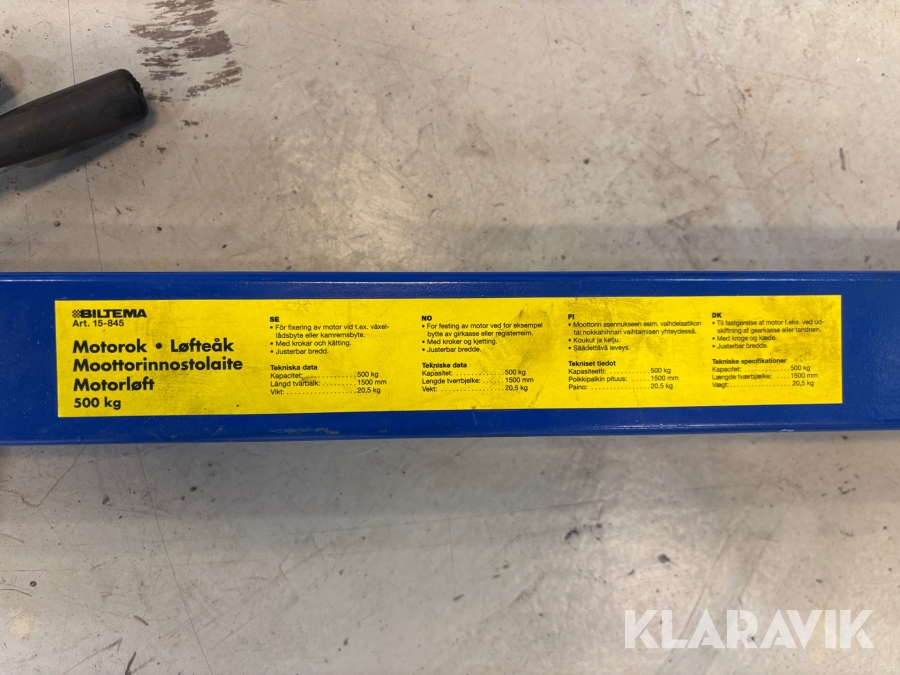 BILTEMA
Art. 15-845
Motorok • Løfteåk
Moottorinnostolaite
Motorløft
500 kg
SE
• För fixering av motor vid t.ex. växel-
lådsbyte eller kamremsbyte.
• Med krokar och kätting.
• Justerbar bredd.
Tekniska data
Kapacitet: 500 kg
Längd tvärbalk: 1500 mm
Vikt: 20,5 kg
NO
• For festing av motor ved for eksempel
bytte av girkasse eller registerreim.
• Med kroker og kjetting.
• Justerbar bredde.
Tekniske data
Kapasitet: 500 kg
Lengde tverrbjelke: 1500 mm
Vekt: 20,5 kg
FI
• Moottorin asennukseen esim. vaihdelaatikon
tai nokkahihnan vaihtamisen yhteydessä.
• Koukut ja ketju.
• Säädettävä leveys.
Tekniset tiedot
Kapasiteetti: 500 kg
Poikkipalkin pituus: 1500 mm
Paino: 20,5 kg
DK
• Til fastgørelse af motor f.eks. ved ud-
skiftning af gearkasse eller tandrem.
• Med kroge og kæde.
• Justerbar bredde.
Tekniske specifikationer
Kapacitet: 500 kg
Længde tværbjelke: 1500 mm
Vægt: 20,5 kg
KLARAVIK